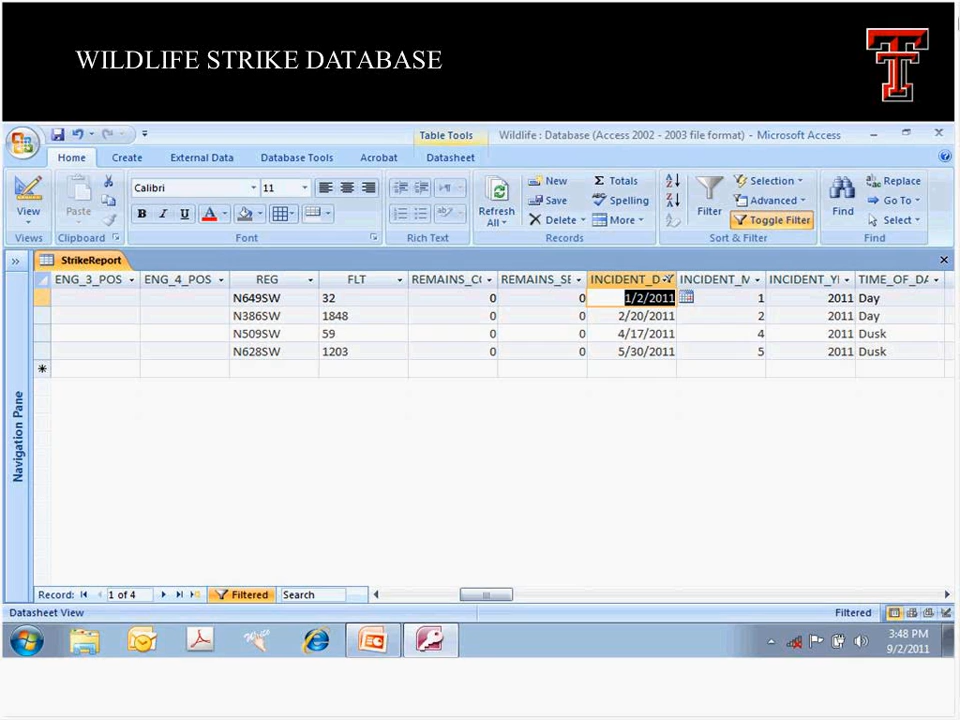 WILDLIFE STRIKE DATABASE
Table Tools Wildlife : Database (Access 2002 - 2003 file format) - Microsoft Access
Home Create External Data Database Tools Acrobat Datasheet
View Paste Calibri 11 Refresh All New Save Delete Totals Spelling More Filter Selection Advanced Toggle Filter Find Replace Go To Select
B I U A
Views Clipboard Font Rich Text Records Sort & Filter Find
StrikeReport
ENG_3_POS ENG_4_POS REG FLT REMAINS_CO REMAINS_SE INCIDENT_D INCIDENT_M INCIDENT_YE TIME_OF_DA
N649SW 32 0 0 1/2/2011 1 2011 Day
N386SW 1848 0 0 2/20/2011 2 2011 Day
N509SW 59 0 0 4/17/2011 4 2011 Dusk
N628SW 1203 0 0 5/30/2011 5 2011 Dusk
Navigation Pane
Record: 1 of 4 Filtered Search
Datasheet View Filtered
3:48 PM
9/2/2011